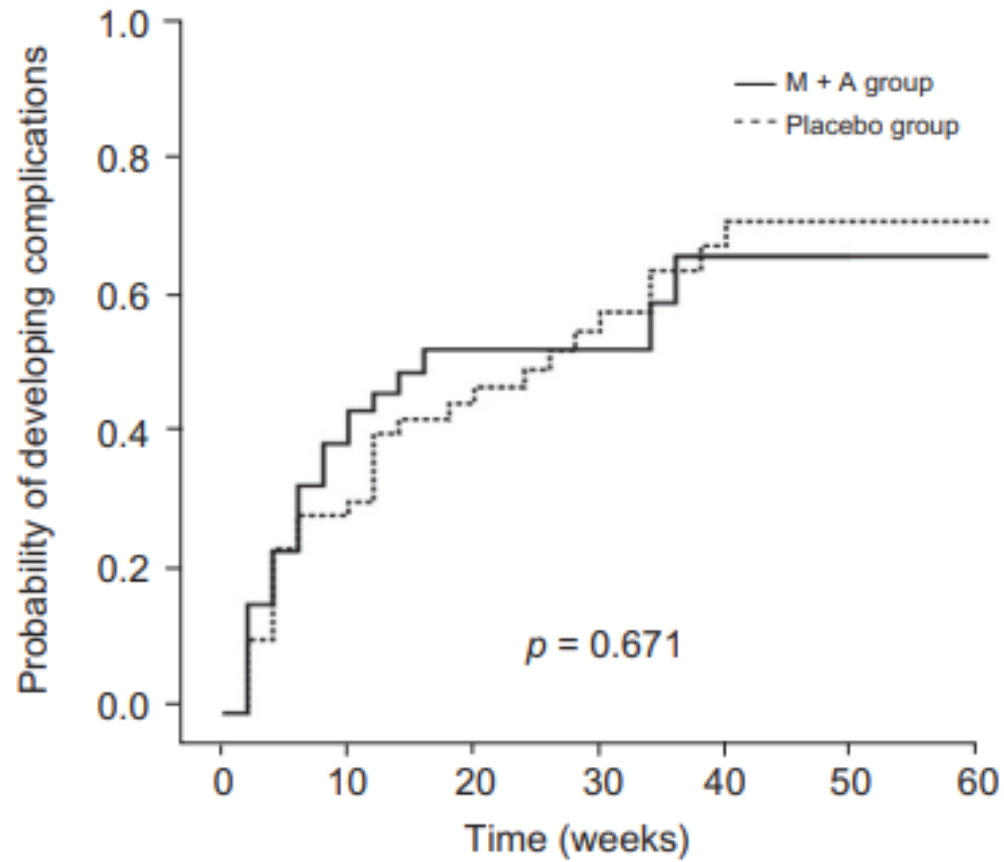 Probability of developing complications
1.0
0.8
0.6
0.4
0.2
0.0
M + A group
Placebo group
p = 0.671
0 10 20 30 40 50 60
Time (weeks)